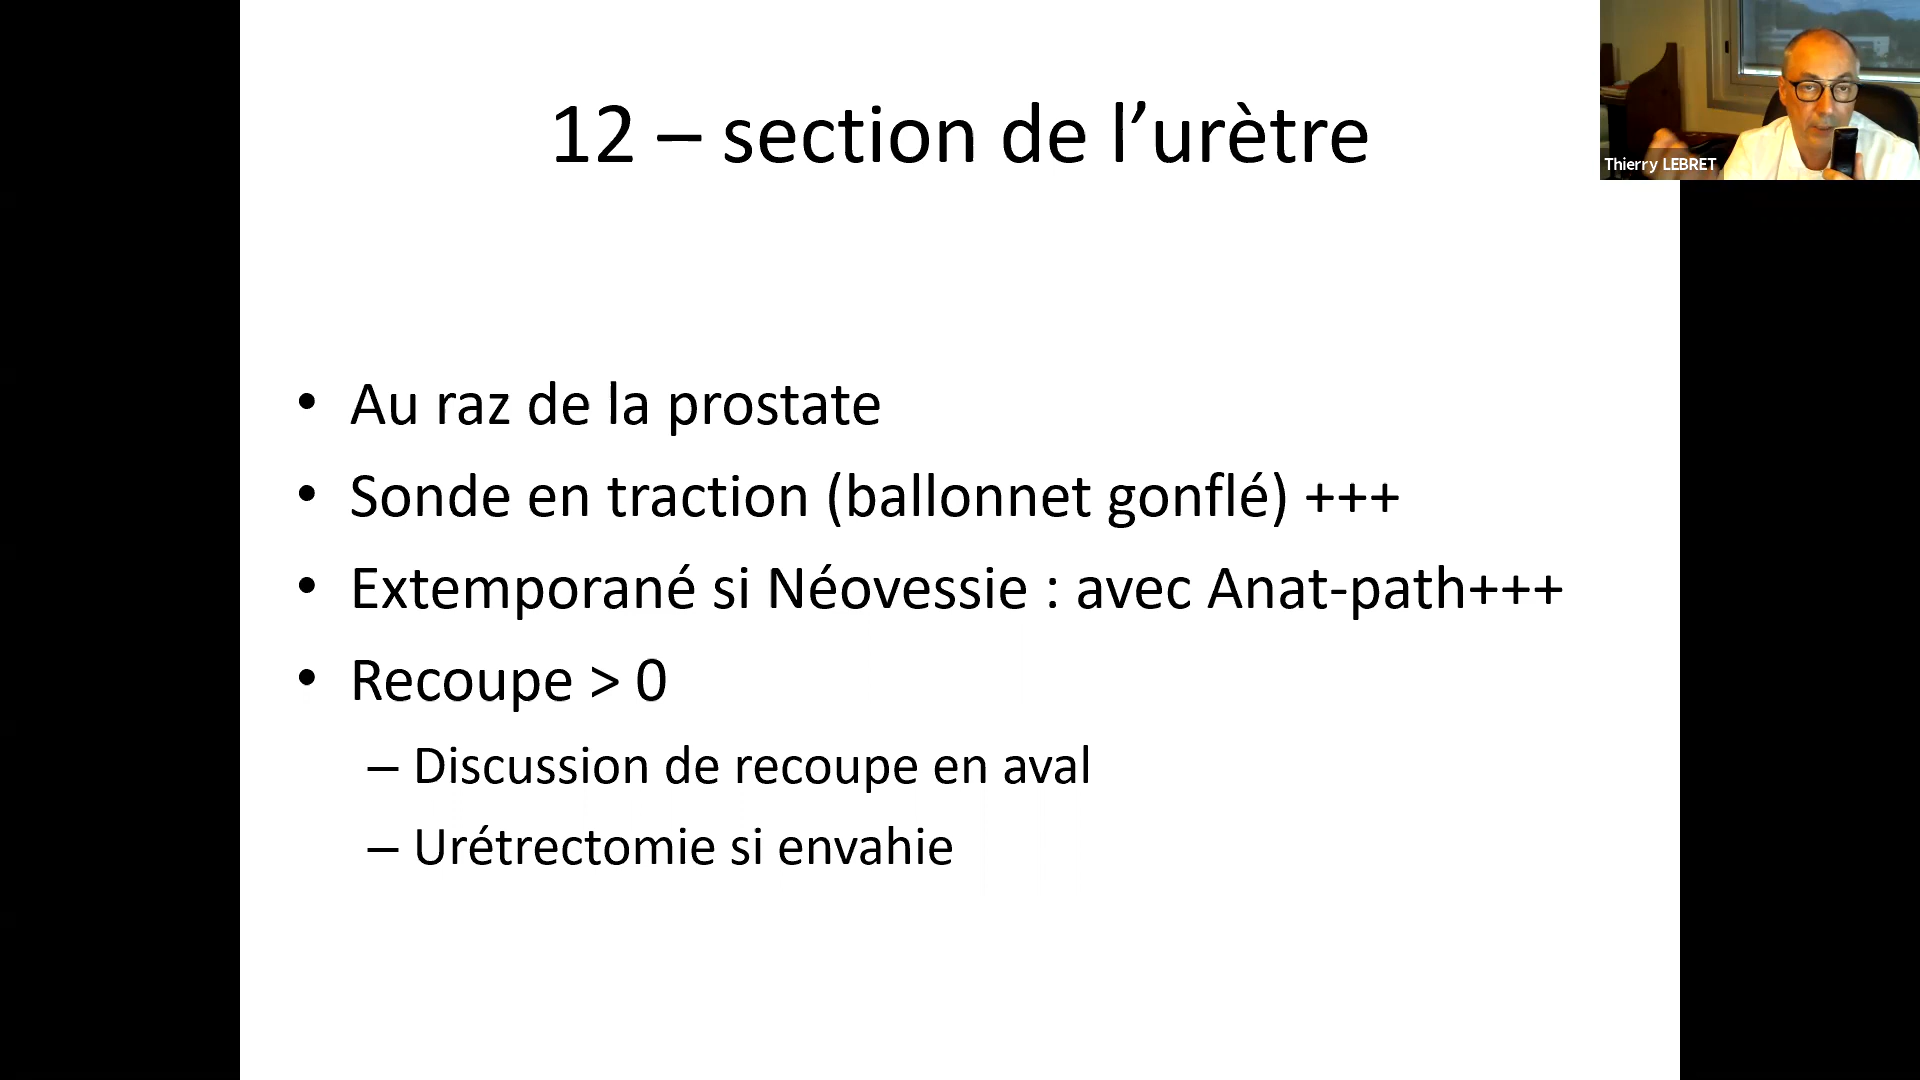 12 – section de l’urètre
Thierry LEBRET
• Au raz de la prostate
• Sonde en traction (ballonnet gonflé) +++
• Extemporané si Néovessie : avec Anat-path+++
• Recoupe > 0
– Discussion de recoupe en aval
– Urétrectomie si envahie